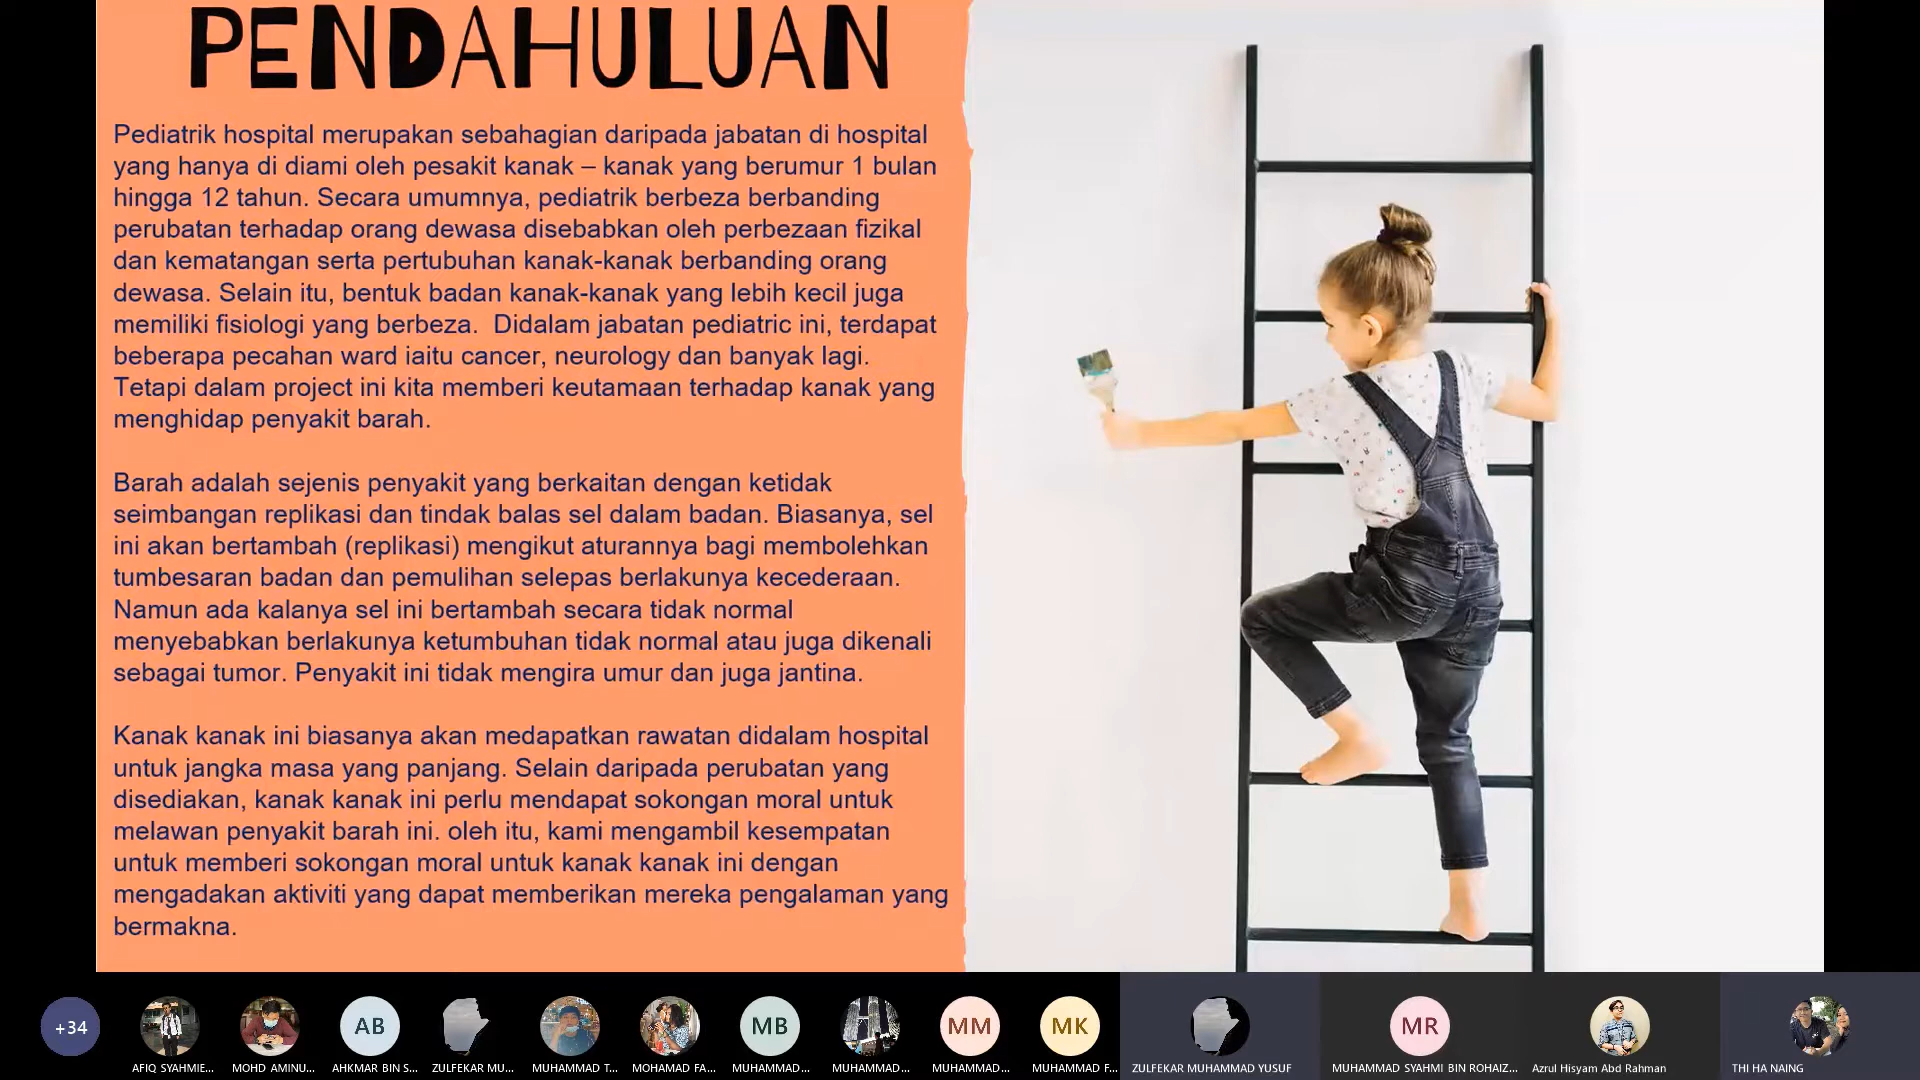 PENDAHULUAN
Pediatrik hospital merupakan sebahagian daripada jabatan di hospital
yang hanya di diami oleh pesakit kanak – kanak yang berumur 1 bulan
hingga 12 tahun. Secara umumnya, pediatrik berbeza berbanding
perubatan terhadap orang dewasa disebabkan oleh perbezaan fizikal
dan kematangan serta pertubuhan kanak-kanak berbanding orang
dewasa. Selain itu, bentuk badan kanak-kanak yang lebih kecil juga
memiliki fisiologi yang berbeza.  Didalam jabatan pediatric ini, terdapat
beberapa pecahan ward iaitu cancer, neurology dan banyak lagi.
Tetapi dalam project ini kita memberi keutamaan terhadap kanak yang
menghidap penyakit barah.
Barah adalah sejenis penyakit yang berkaitan dengan ketidak
seimbangan replikasi dan tindak balas sel dalam badan. Biasanya, sel
ini akan bertambah (replikasi) mengikut aturannya bagi membolehkan
tumbesaran badan dan pemulihan selepas berlakunya kecederaan.
Namun ada kalanya sel ini bertambah secara tidak normal
menyebabkan berlakunya ketumbuhan tidak normal atau juga dikenali
sebagai tumor. Penyakit ini tidak mengira umur dan juga jantina.
Kanak kanak ini biasanya akan medapatkan rawatan didalam hospital
untuk jangka masa yang panjang. Selain daripada perubatan yang
disediakan, kanak kanak ini perlu mendapat sokongan moral untuk
melawan penyakit barah ini. oleh itu, kami mengambil kesempatan
untuk memberi sokongan moral untuk kanak kanak ini dengan
mengadakan aktiviti yang dapat memberikan mereka pengalaman yang
bermakna.
+34 AB MB MM MK MR
AFIQ SYAHMIE... MOHD AMINU... AHKMAR BIN S... ZULFEKAR MU... MUHAMMAD T... MOHAMAD FA... MUHAMMAD... MUHAMMAD... MUHAMMAD... MUHAMMAD F... ZULFEKAR MUHAMMAD YUSUF MUHAMMAD SYAHMI BIN ROHAIZ... Azrul Hisyam Abd Rahman THI HA NAING